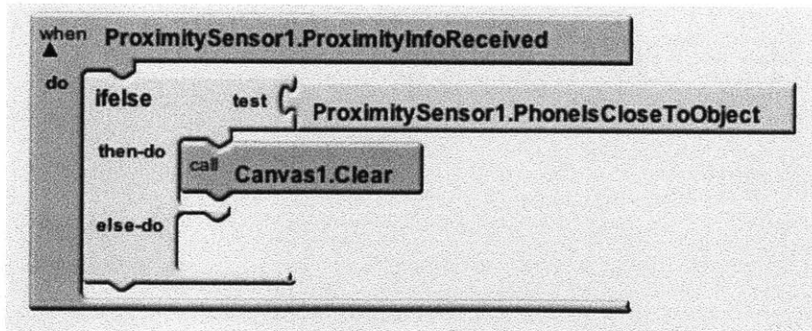 when ProximitySensor1.ProximityInfoReceived
do
ifelse test ProximitySensor1.PhoneIsCloseToObject
then-do call Canvas1.Clear
else-do